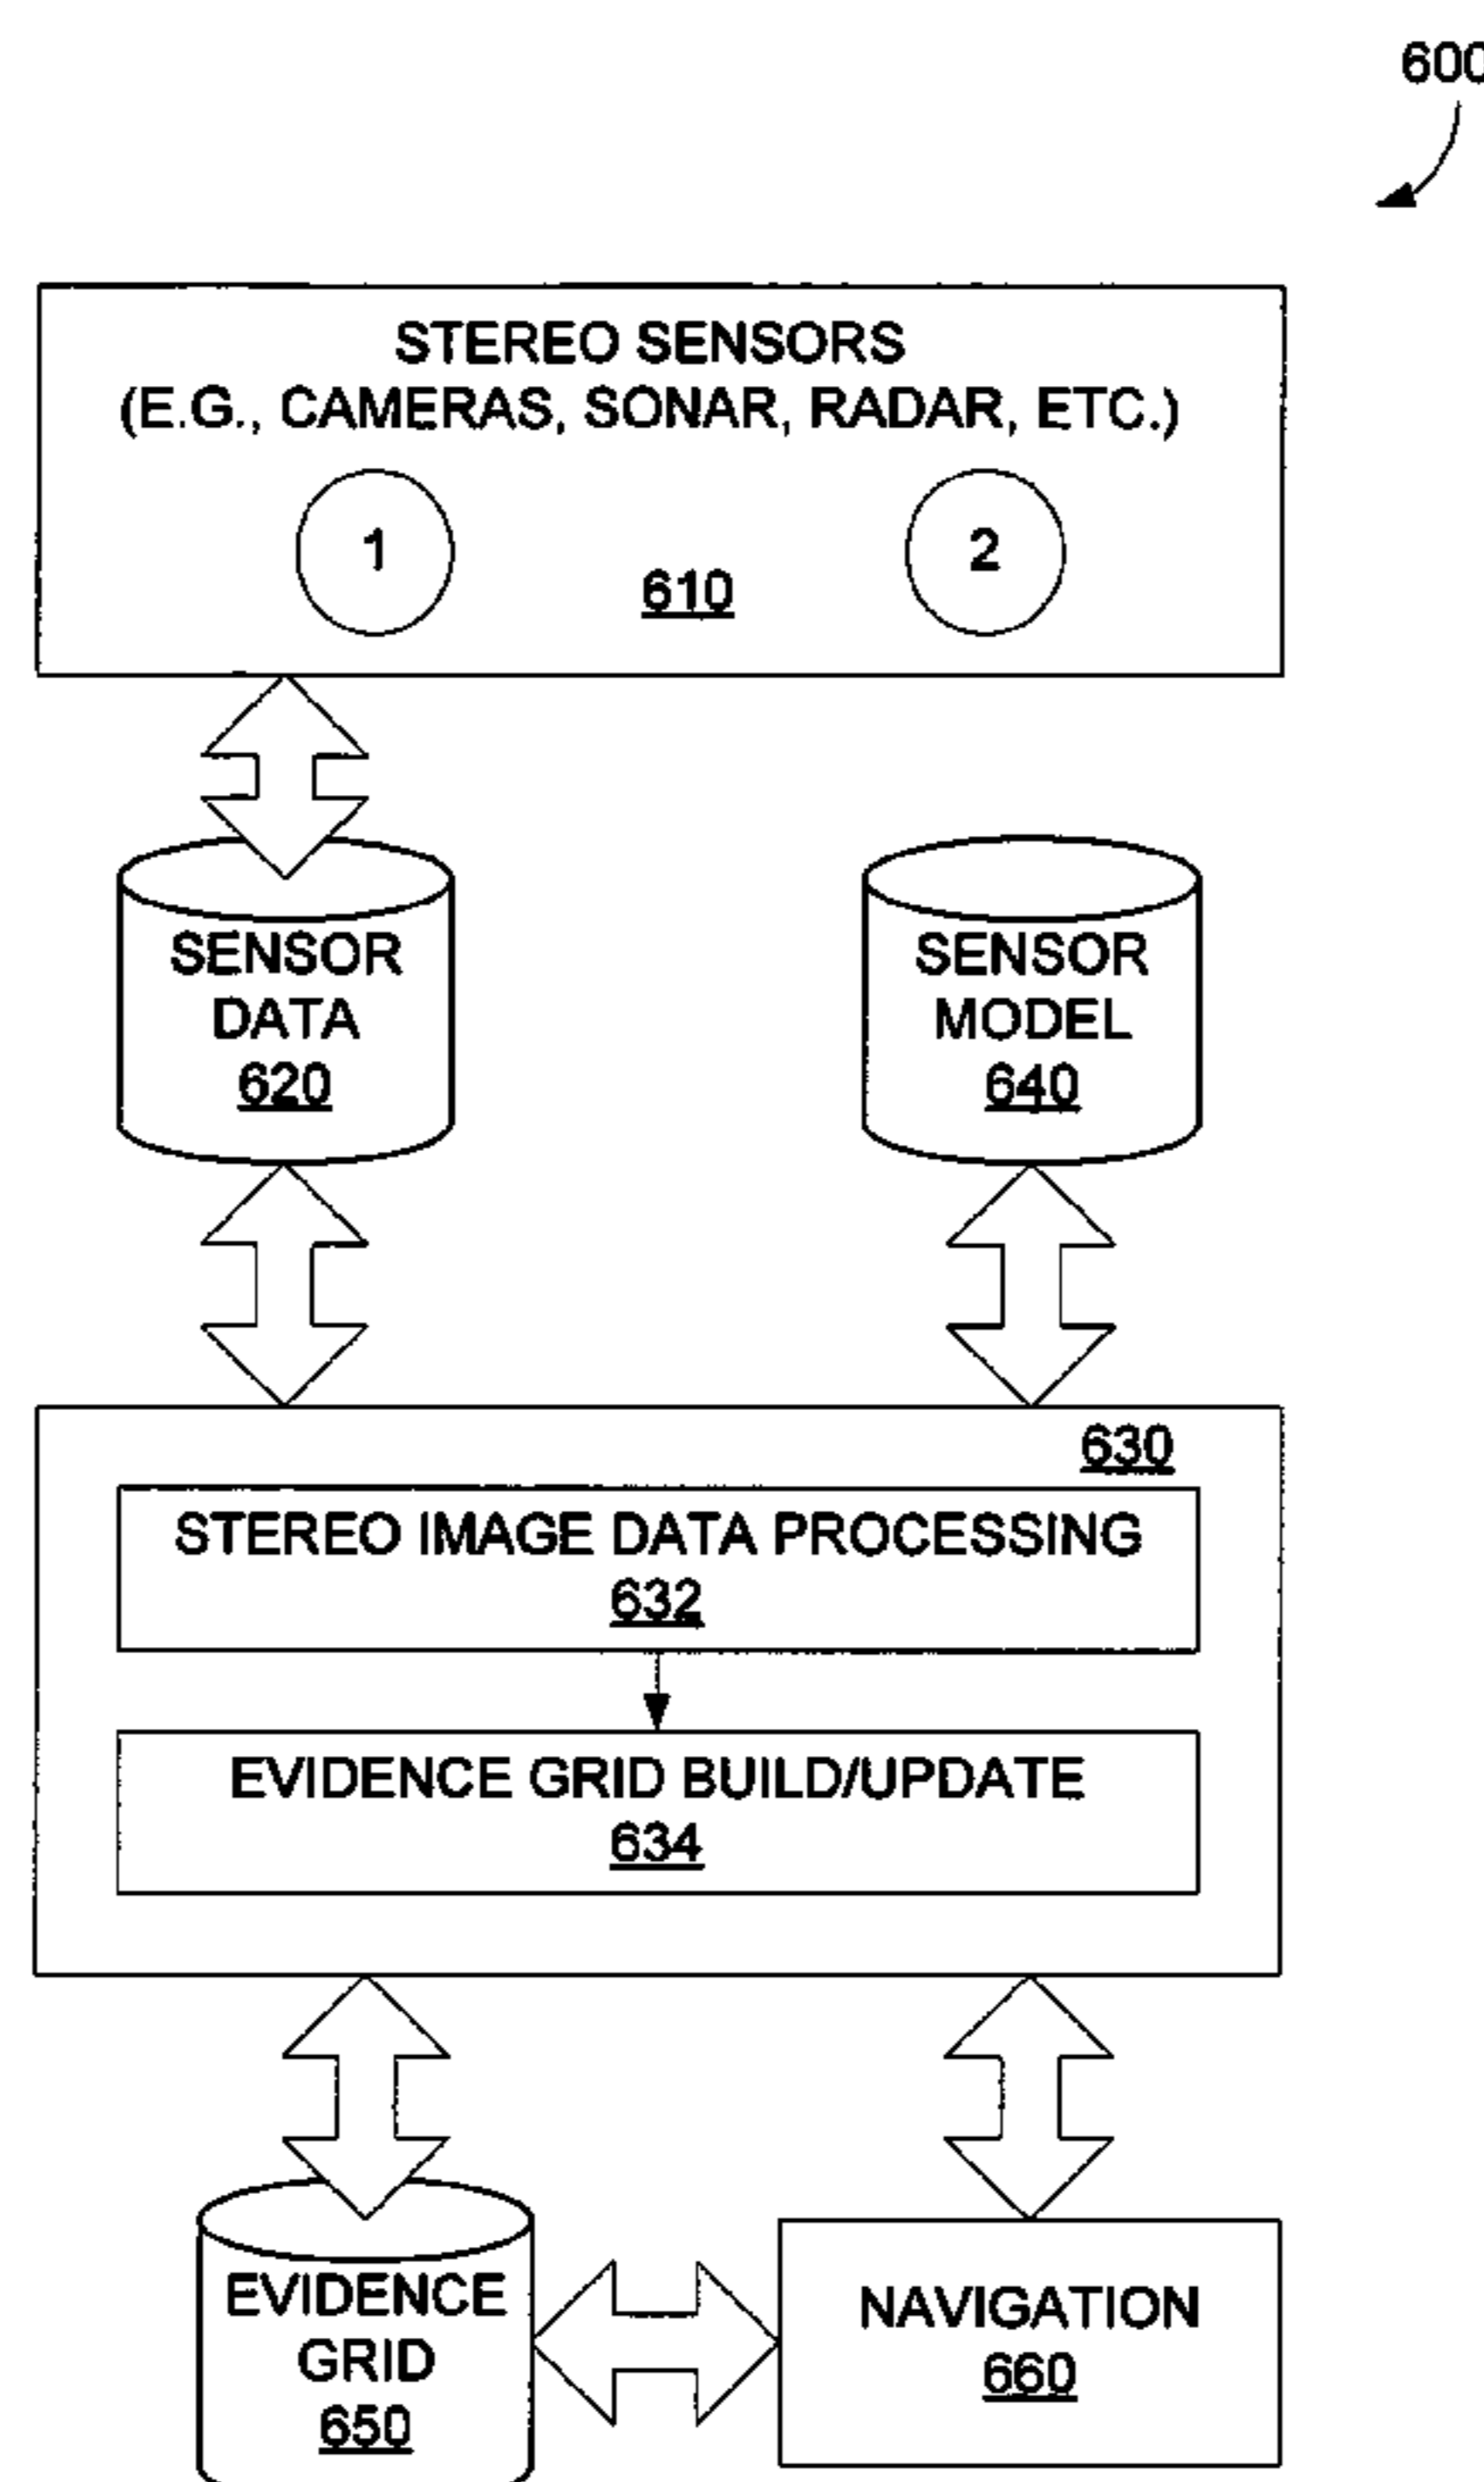 600
STEREO SENSORS
(E.G., CAMERAS, SONAR, RADAR, ETC.)
1
2
610
SENSOR
DATA
620
SENSOR
MODEL
640
630
STEREO IMAGE DATA PROCESSING
632
EVIDENCE GRID BUILD/UPDATE
634
EVIDENCE
GRID
650
NAVIGATION
660